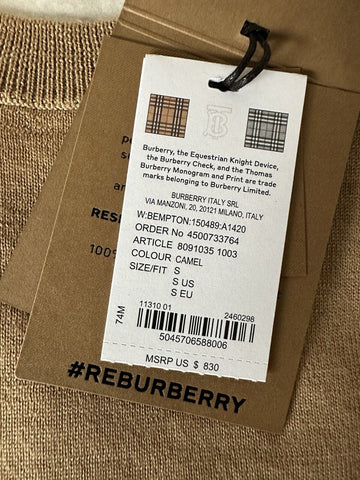 Burberry, the Equestrian Knight Device,
the Burberry Check, and the Thomas
Burberry Monogram and Print are trade
marks belonging to Burberry Limited.
BURBERRY ITALY SRL
VIA MANZONI, 20, 20121 MILANO, ITALY
W:BEMPTON:150489:A1420
ORDER No 4500733764
ARTICLE 8091035 1003
COLOUR CAMEL
SIZE/FIT S
S US
S EU
74M
11310 01 2460298
5045706588006
MSRP US $ 830
RES
100%
#REBURBERRY